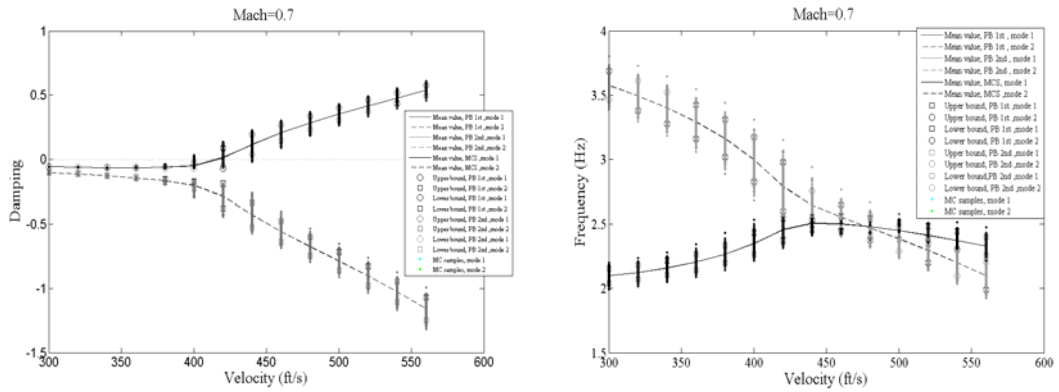 Mach=0.7
1
0.5
0
-0.5
-1
-1.5
Damping
300
350
400
450
500
550
600
Velocity (ft/s)
Mean value, PB 1st , mode 1
Mean value, PB 1st , mode 2
Mean value, PB 2nd , mode 1
Mean value, PB 2nd , mode 2
Mean value, MCS , mode 1
Mean value, MCS , mode 2
Upper bound, PB 1st , mode 1
Upper bound, PB 1st , mode 2
Lower bound, PB 1st , mode 1
Lower bound, PB 1st , mode 2
Upper bound, PB 2nd , mode 1
Upper bound, PB 2nd , mode 2
Lower bound, PB 2nd , mode 1
Lower bound, PB 2nd , mode 2
MC samples, mode 1
MC samples, mode 2
Mach=0.7
4
3.5
3
2.5
2
1.5
Frequency (Hz)
300
350
400
450
500
550
600
Velocity (ft/s)
Mean value, PB 1st , mode 1
Mean value, PB 1st , mode 2
Mean value, PB 2nd , mode 1
Mean value, PB 2nd , mode 2
Mean value, MCS, mode 1
Mean value, MCS ,mode 2
Upper bound, PB 1st ,mode 1
Upper bound, PB 1st ,mode 2
Lower bound, PB 1st ,mode 1
Lower bound, PB 1st ,mode 2
Upper bound, PB 2nd ,mode 1
Upper bound, PB 2nd ,mode 2
Lower bound,PB 2nd ,mode 1
Lower bound, PB 2nd ,mode 2
MC samples, mode 1
MC samples, mode 2